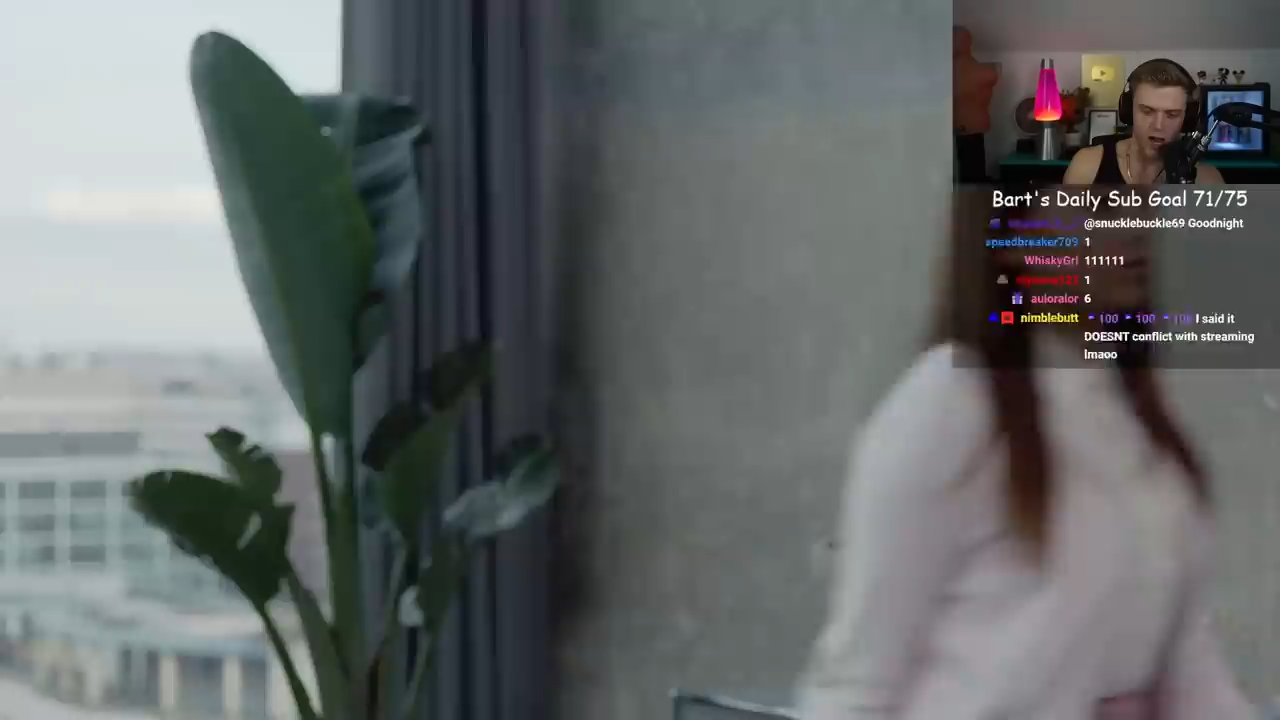 Bart's Daily Sub Goal 71/75
@snucklebuckle69 Goodnight
speedbreaker709 1
WhiskyGrl 111111
1
auloralor 6
nimblebutt 100 100 100 I said it
DOESNT conflict with streaming
lmaoo